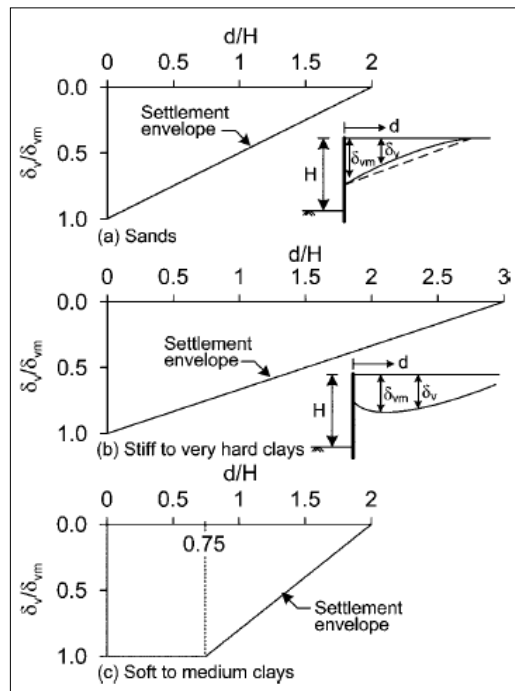 d/H
0 0.5 1 1.5 2
0.0
Settlement
envelope
d
δv/δvm
0.5
H
δvm
δv
1.0
(a) Sands
d/H
0 0.5 1 1.5 2 2.5 3
0.0
Settlement
envelope
δv/δvm
0.5
d
H
δvm
δv
1.0
(b) Stiff to very hard clays
d/H
0 0.5 1 1.5 2
0.0
0.75
δv/δvm
0.5
Settlement
envelope
1.0
(c) Soft to medium clays